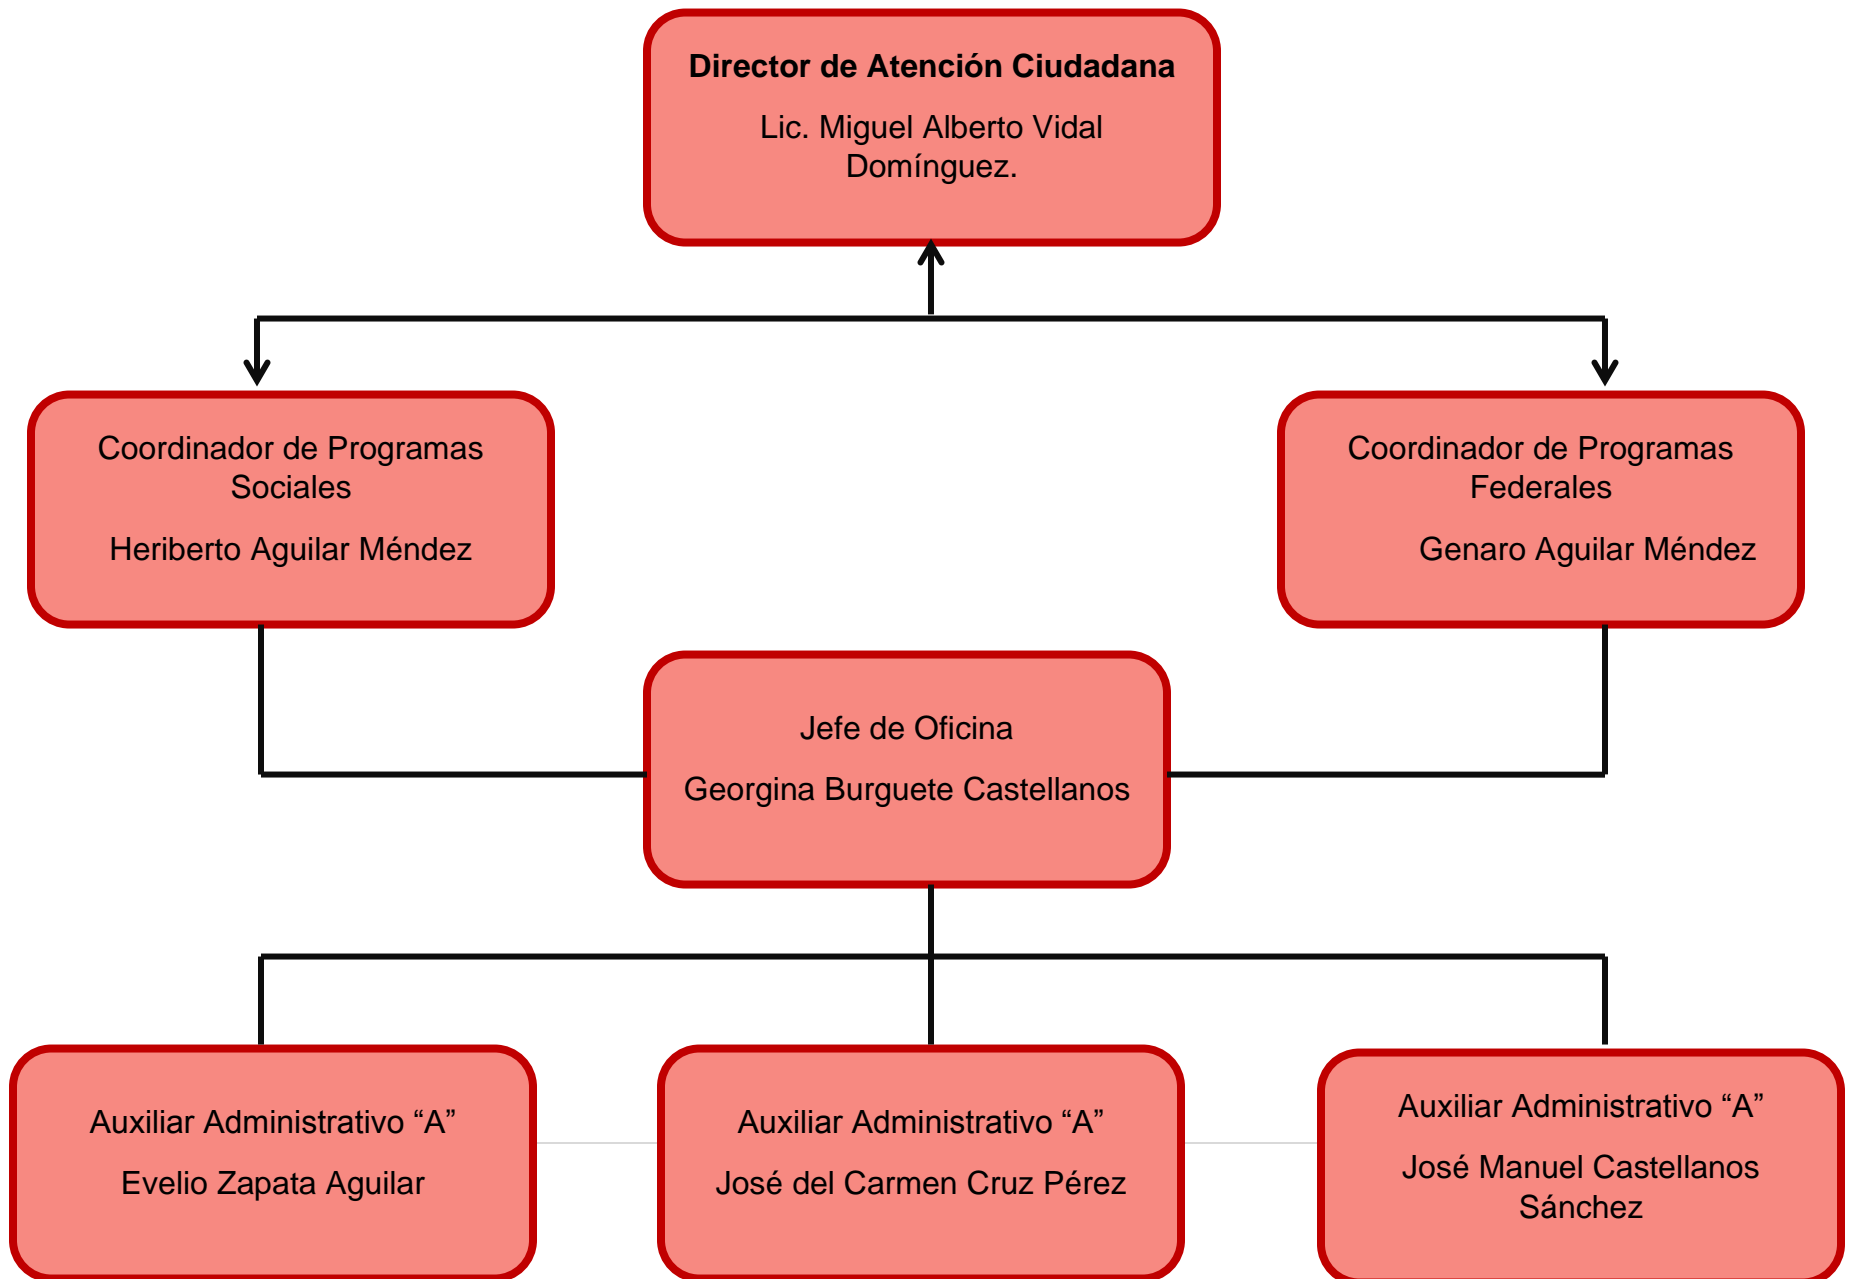 Director de Atención Ciudadana
Lic. Miguel Alberto Vidal
Domínguez.
Coordinador de Programas
Sociales
Heriberto Aguilar Méndez
Coordinador de Programas
Federales
Genaro Aguilar Méndez
Jefe de Oficina
Georgina Burguete Castellanos
Auxiliar Administrativo “A”
Evelio Zapata Aguilar
Auxiliar Administrativo “A”
José del Carmen Cruz Pérez
Auxiliar Administrativo “A”
José Manuel Castellanos
Sánchez